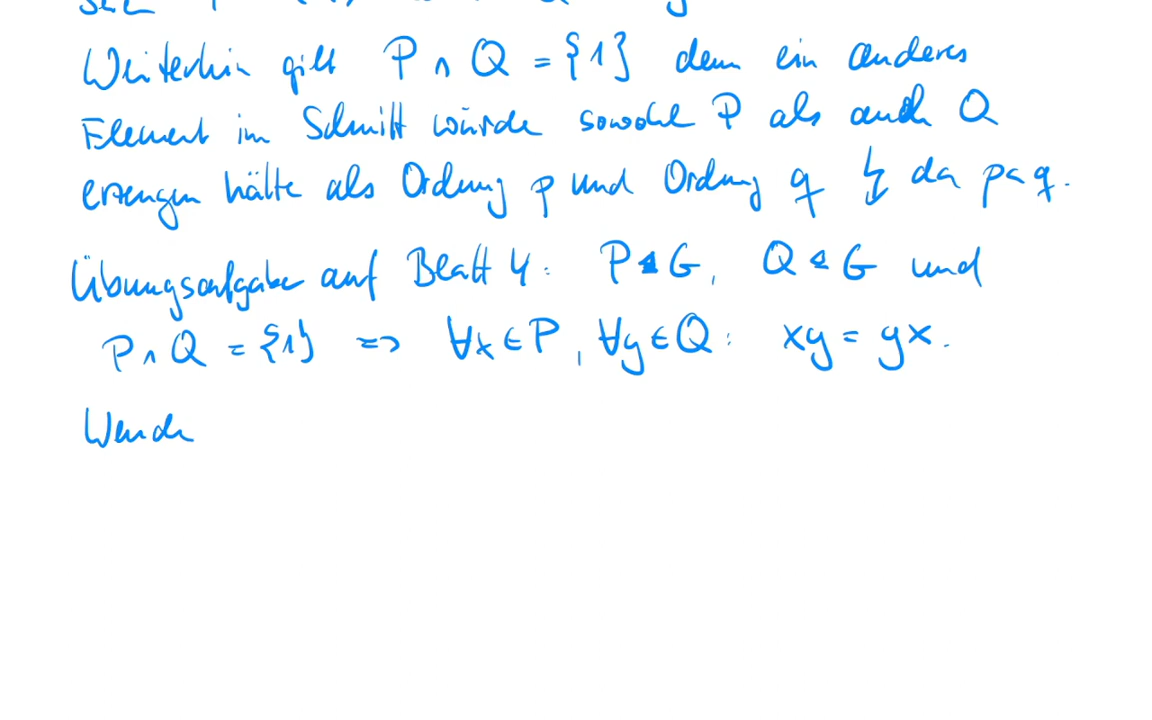 Weiterhin gilt P ∩ Q = {1} denn ein anderes
Element im Schnitt würde sowohl P als auch Q
erzeugen hätte als Ordnung p und Ordnung q ↯ da p<q.
Übungsaufgabe auf Blatt 4: P ⊲ G, Q ⊲ G und
P ∩ Q = {1} => ∀x ∈ P, ∀y ∈ Q: xy = yx.
Wende